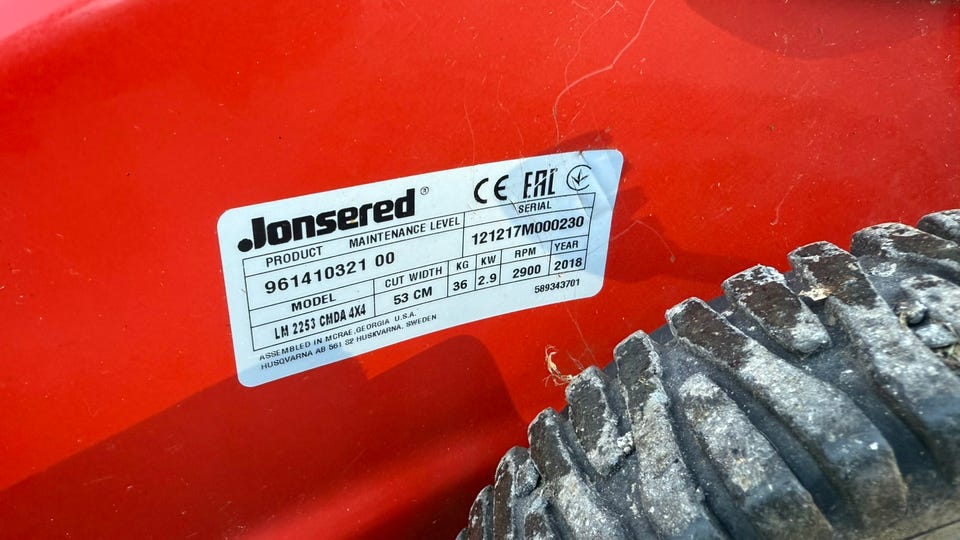 Jonsered®
CE EAC
PRODUCT MAINTENANCE LEVEL SERIAL
961410321 00 121217M000230
MODEL CUT WIDTH KG KW RPM YEAR
LM 2253 CMDA 4X4 53 CM 36 2.9 2900 2018
ASSEMBLED IN MCRAE, GEORGIA U.S.A. 589343701
HUSQVARNA AB 561 82 HUSKVARNA, SWEDEN